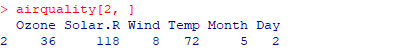 > airquality[2, ]
  Ozone Solar.R Wind Temp Month Day
2    36     118    8   72     5   2